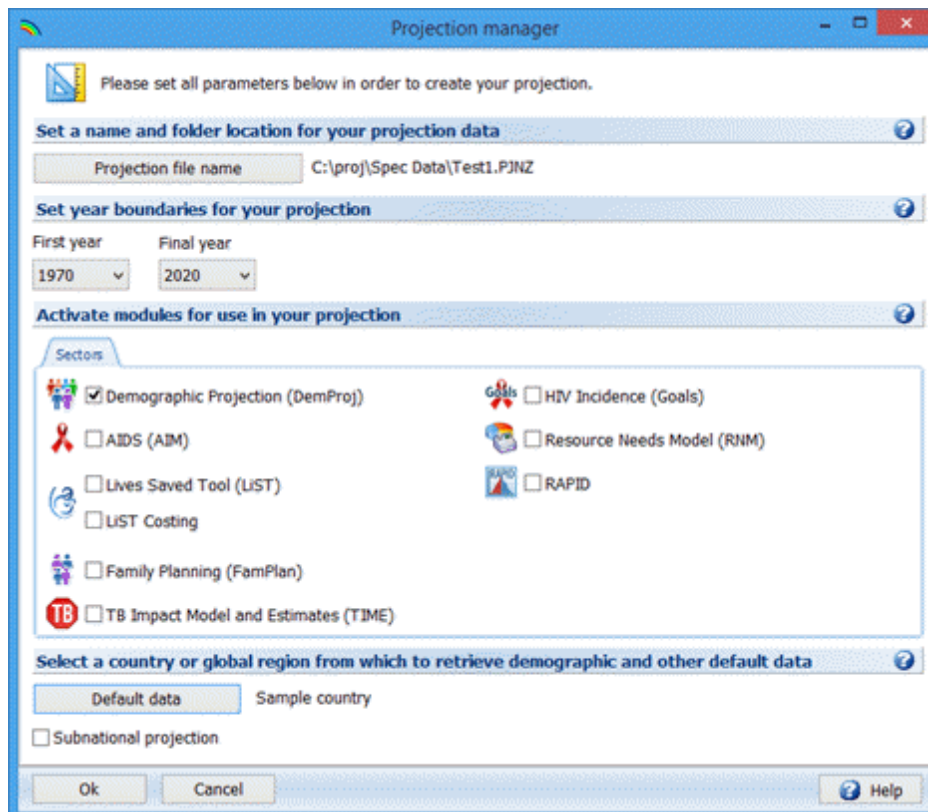 Projection manager
Please set all parameters below in order to create your projection.
Set a name and folder location for your projection data
Projection file name C:\proj\Spec Data\Test1.PJNZ
Set year boundaries for your projection
First year Final year
1970 2020
Activate modules for use in your projection
Sectors
Demographic Projection (DemProj) Goals HIV Incidence (Goals)
AIDS (AIM) Resource Needs Model (RNM)
Lives Saved Tool (LiST) RAPID RAPID
LiST Costing
Family Planning (FamPlan)
TB TB Impact Model and Estimates (TIME)
Select a country or global region from which to retrieve demographic and other default data
Default data Sample country
Subnational projection
Ok Cancel Help